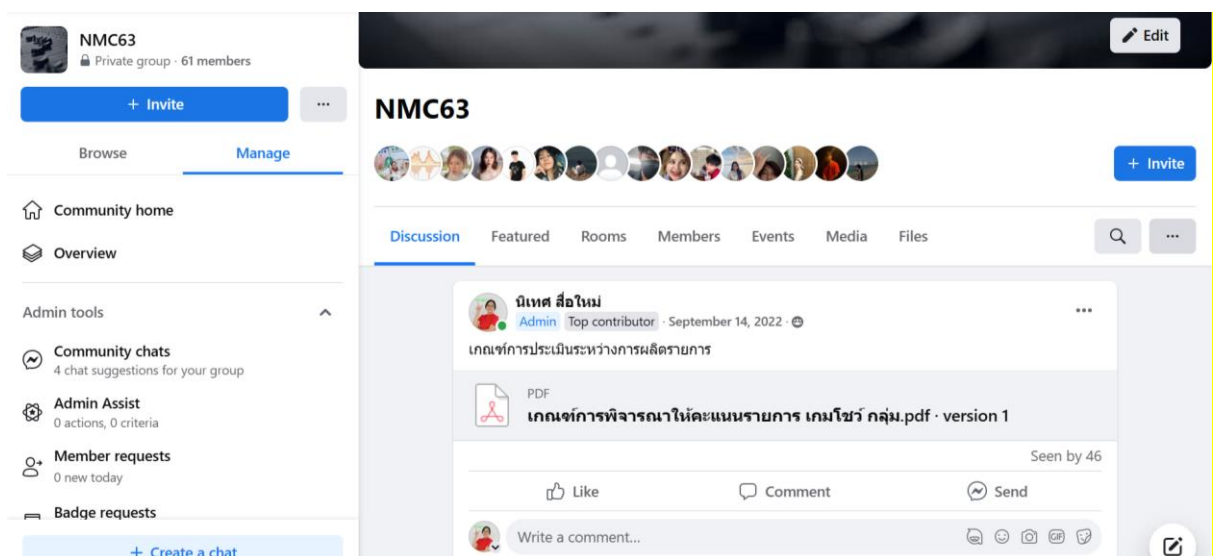 NMC63
Private group · 61 members
+ Invite
Browse
Manage
Community home
Overview
Admin tools
Community chats
4 chat suggestions for your group
Admin Assist
0 actions, 0 criteria
Member requests
0 new today
Badge requests
+ Create a chat
Edit
NMC63
+ Invite
Discussion Featured Rooms Members Events Media Files
นิเทศ สื่อใหม่
Admin Top contributor · September 14, 2022 ·
เกณฑ์การประเมินระหว่างการผลิตรายการ
PDF
เกณฑ์การพิจารณาให้คะแนนรายการ เกมโชว์ กลุ่ม.pdf · version 1
Seen by 46
Like Comment Send
Write a comment...
GIF